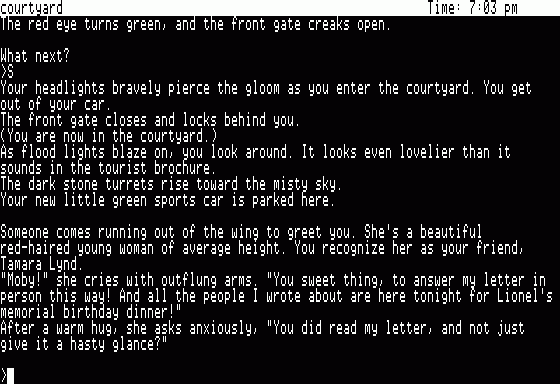 courtyard Time: 7:03 pm
The red eye turns green, and the front gate creaks open.
What next?
>S
Your headlights bravely pierce the gloom as you enter the courtyard. You get
out of your car.
The front gate closes and locks behind you.
(You are now in the courtyard.)
As flood lights blaze on, you look around. It looks even lovelier than it
sounds in the tourist brochure.
The dark stone turrets rise toward the misty sky.
Your new little green sports car is parked here.
Someone comes running out of the wing to greet you. She's a beautiful
red-haired young woman of average height. You recognize her as your friend,
Tamara Lynd.
"Moby!" she cries with outflung arms. "You sweet thing, to answer my letter in
person this way! And all the people I wrote about are here tonight for Lionel's
memorial birthday dinner!"
After a warm hug, she asks anxiously, "You did read my letter, and not just
give it a hasty glance?"
>